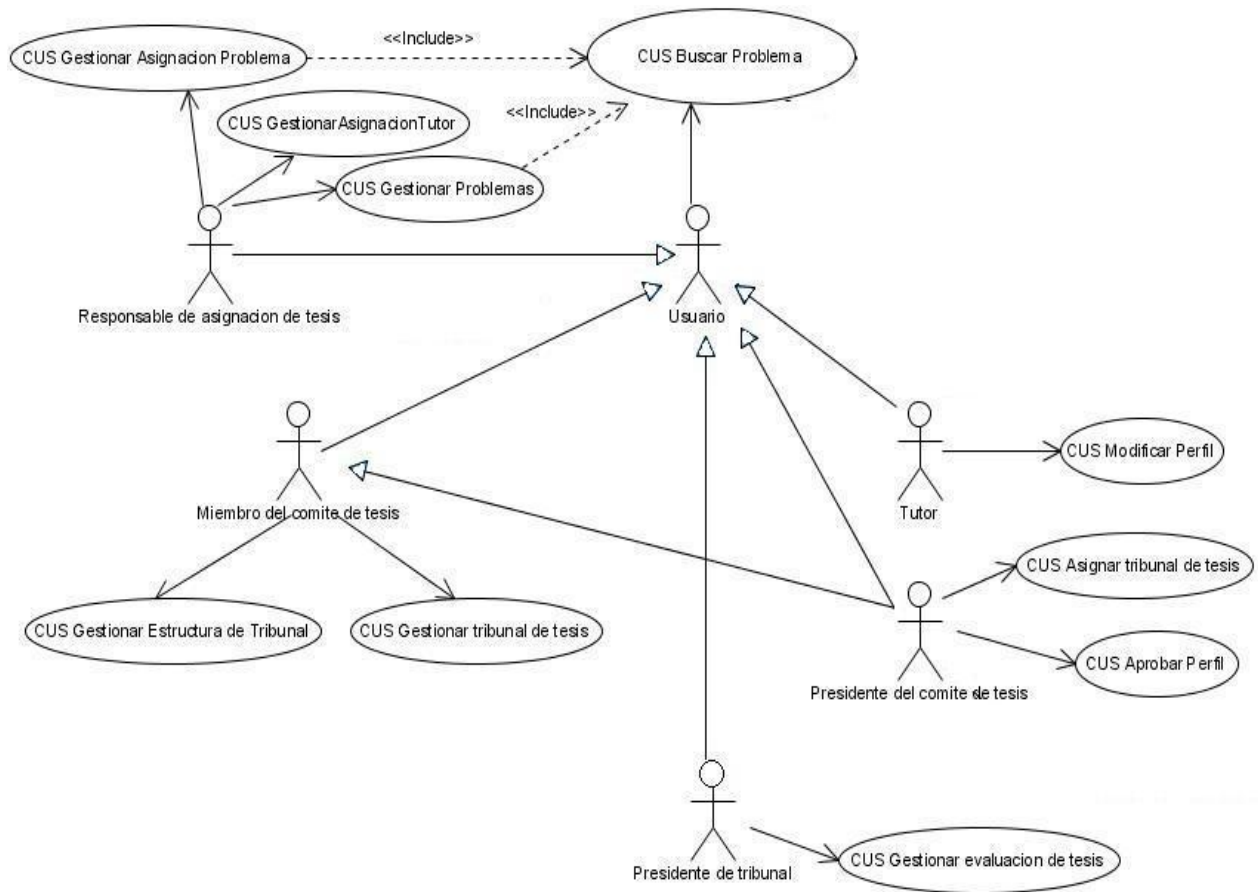 <<Include>>
CUS Gestionar Asignacion Problema
CUS Buscar Problema
<<Include>>
CUS GestionarAsignacionTutor
CUS Gestionar Problemas
Responsable de asignacion de tesis
Usuario
Miembro del comite de tesis
Tutor
CUS Modificar Perfil
CUS Gestionar Estructura de Tribunal
CUS Gestionar tribunal de tesis
CUS Asignar tribunal de tesis
CUS Aprobar Perfil
Presidente del comite de tesis
Presidente de tribunal
CUS Gestionar evaluacion de tesis